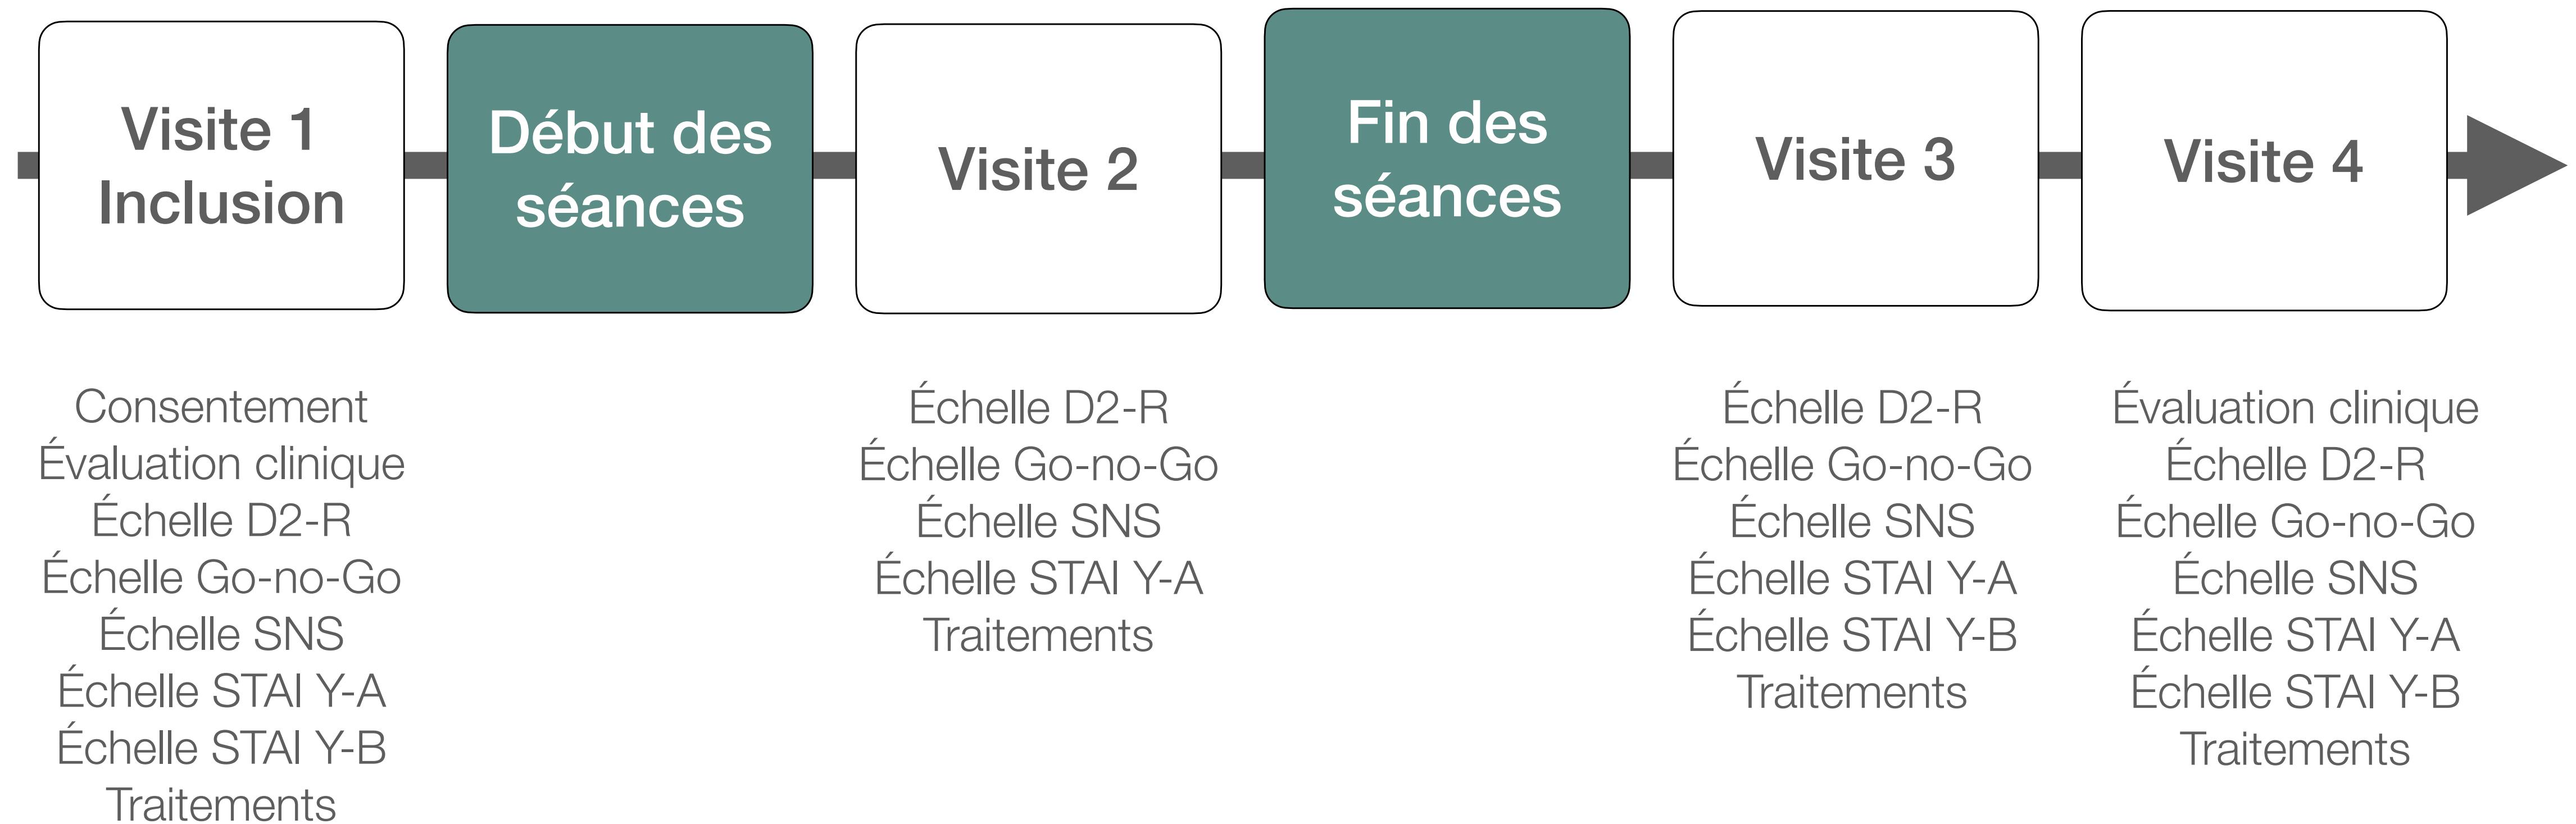 Visite 1
Inclusion
Début des
séances
Visite 2
Fin des
séances
Visite 3
Visite 4
Consentement
Évaluation clinique
Échelle D2-R
Échelle Go-no-Go
Échelle SNS
Échelle STAI Y-A
Échelle STAI Y-B
Traitements
Échelle D2-R
Échelle Go-no-Go
Échelle SNS
Échelle STAI Y-A
Traitements
Échelle D2-R
Échelle Go-no-Go
Échelle SNS
Échelle STAI Y-A
Échelle STAI Y-B
Traitements
Évaluation clinique
Échelle D2-R
Échelle Go-no-Go
Échelle SNS
Échelle STAI Y-A
Échelle STAI Y-B
Traitements